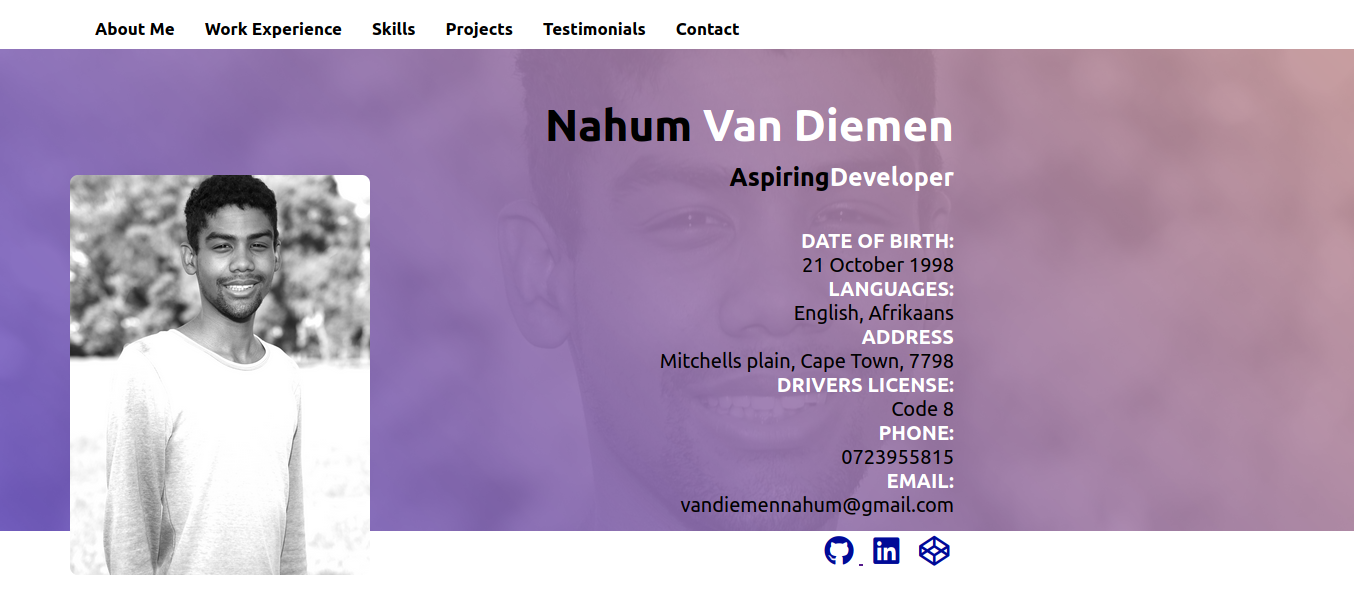 About Me Work Experience Skills Projects Testimonials Contact
Nahum Van Diemen
AspiringDeveloper
DATE OF BIRTH:
21 October 1998
LANGUAGES:
English, Afrikaans
ADDRESS
Mitchells plain, Cape Town, 7798
DRIVERS LICENSE:
Code 8
PHONE:
0723955815
EMAIL:
vandiemennahum@gmail.com
in